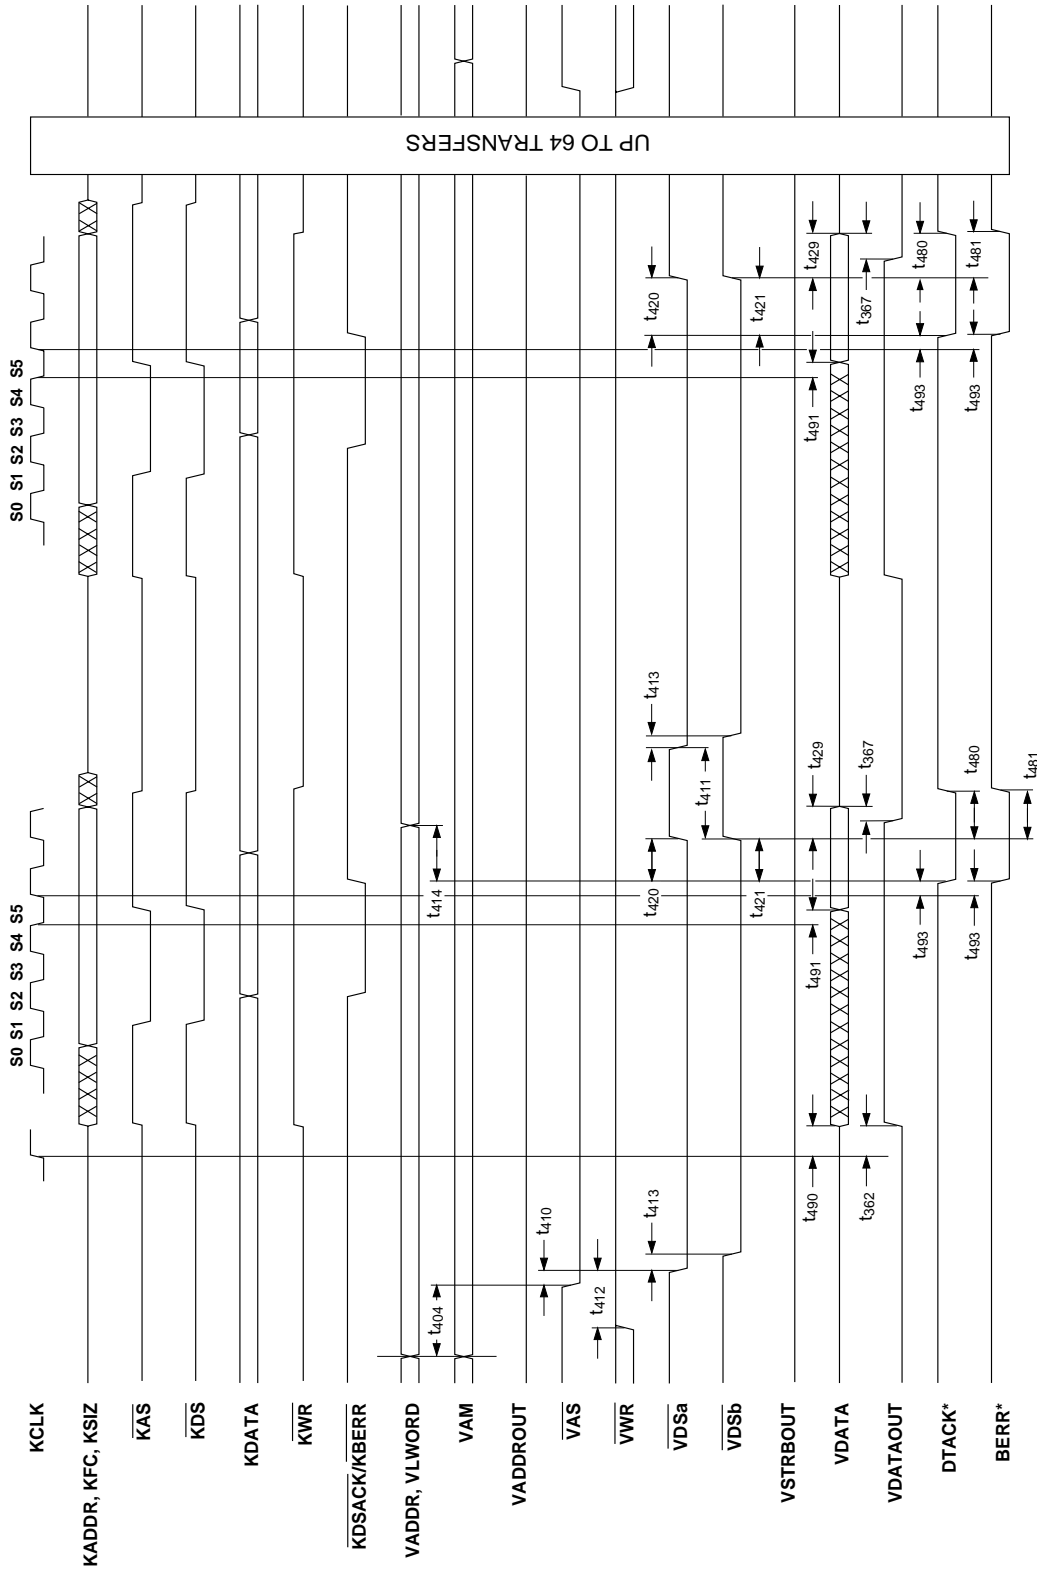 KCLK
S0 S1 S2 S3 S4 S5
S0 S1 S2 S3 S4 S5
KADDR, KFC, KSIZ
KAS
KDS
KDATA
KWR
KDSACK/KBERR
VADDR, VLWORD
t404
t414
VAM
VADDROUT
VAS
t410
VWR
t412
VDSa
t413
t420
t413
t420
VDSb
t411
t421
t421
VSTRBOUT
VDATA
t490
t491
t429
t491
t429
VDATAOUT
t362
t367
t367
DTACK*
t493
t480
t493
t480
BERR*
t493
t481
t493
t481
UP TO 64 TRANSFERS